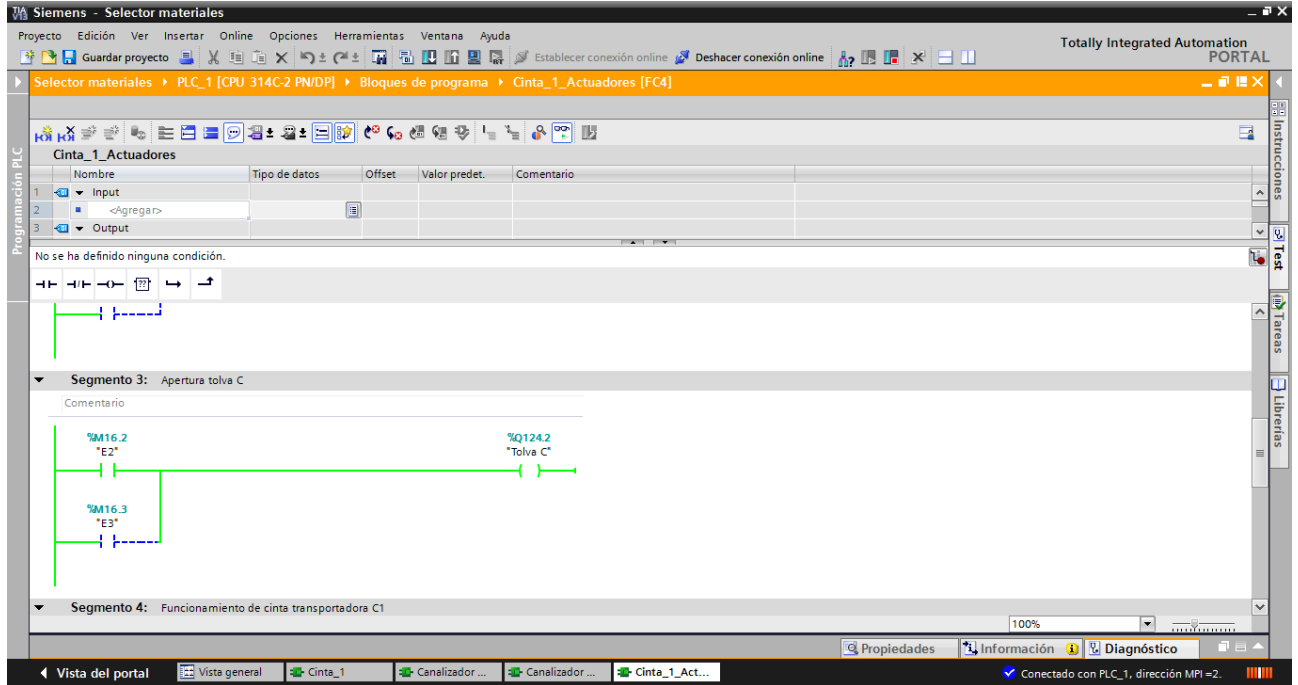 Siemens - Selector materiales
Proyecto Edición Ver Insertar Online Opciones Herramientas Ventana Ayuda
Totally Integrated Automation
PORTAL
Guardar proyecto
Establecer conexión online
Deshacer conexión online
Selector materiales PLC_1 [CPU 314C-2 PN/DP] Bloques de programa Cinta_1_Actuadores [FC4]
Programación PLC
Cinta_1_Actuadores
Nombre Tipo de datos Offset Valor predet. Comentario
1 Input
2 <Agregar>
3 Output
No se ha definido ninguna condición.
??
Segmento 3: Apertura tolva C
Comentario
%M16.2
"E2"
%Q124.2
"Tolva C"
%M16.3
"E3"
Segmento 4: Funcionamiento de cinta transportadora C1
100%
Instrucciones
Test
Tareas
Librerías
Propiedades Información Diagnóstico
Vista del portal
Vista general
Cinta_1
Canalizador ...
Canalizador ...
Cinta_1_Act...
Conectado con PLC_1, dirección MPI =2.